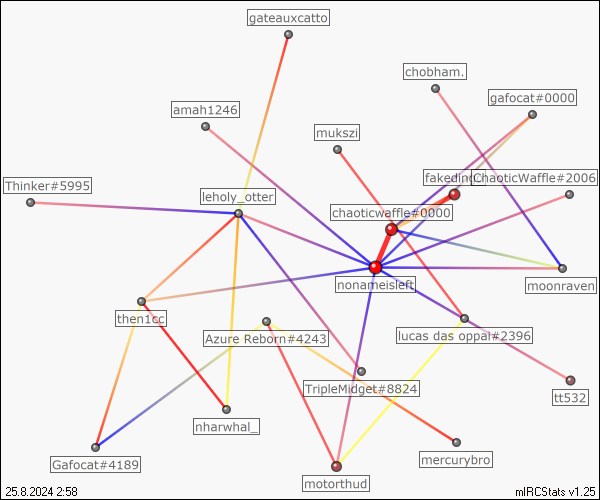 gateauxcatto
chobham.
gafocat#0000
amah1246
mukszi
Thinker#5995
leholy_otter
ChaoticWaffle#2006
chaoticwaffle#0000
nonameisleft
moonraven
then1cc
Azure Reborn#4243
lucas das oppai#2396
TripleMidget#8824
tt532
nharwhal_
Gafocat#4189
mercurybro
motorthud
25.8.2024 2:58
mIRCStats v1.25